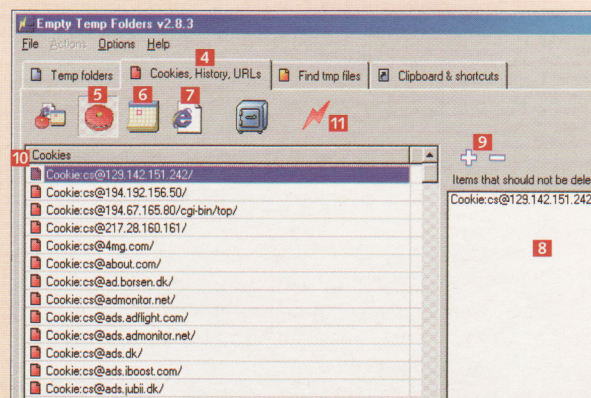 Empty Temp Folders v2.8.3
File Actions Options Help
4
Temp folders Cookies, History, URLs Find tmp files Clipboard & shortcuts
5 6 7
11
9
10 Cookies
Items that should not be dele
Cookie:cs@129.142.151.242/
Cookie:cs@129.142.151.242
Cookie:cs@194.192.156.50/
Cookie:cs@194.67.165.80/cgi-bin/top/
Cookie:cs@217.28.160.161/
8
Cookie:cs@4mg.com/
Cookie:cs@about.com/
Cookie:cs@ad.borsen.dk/
Cookie:cs@admonitor.net/
Cookie:cs@ads.adflight.com/
Cookie:cs@ads.admonitor.net/
Cookie:cs@ads.dk/
Cookie:cs@ads.iboost.com/
Cookie:cs@ads.jubii.dk/